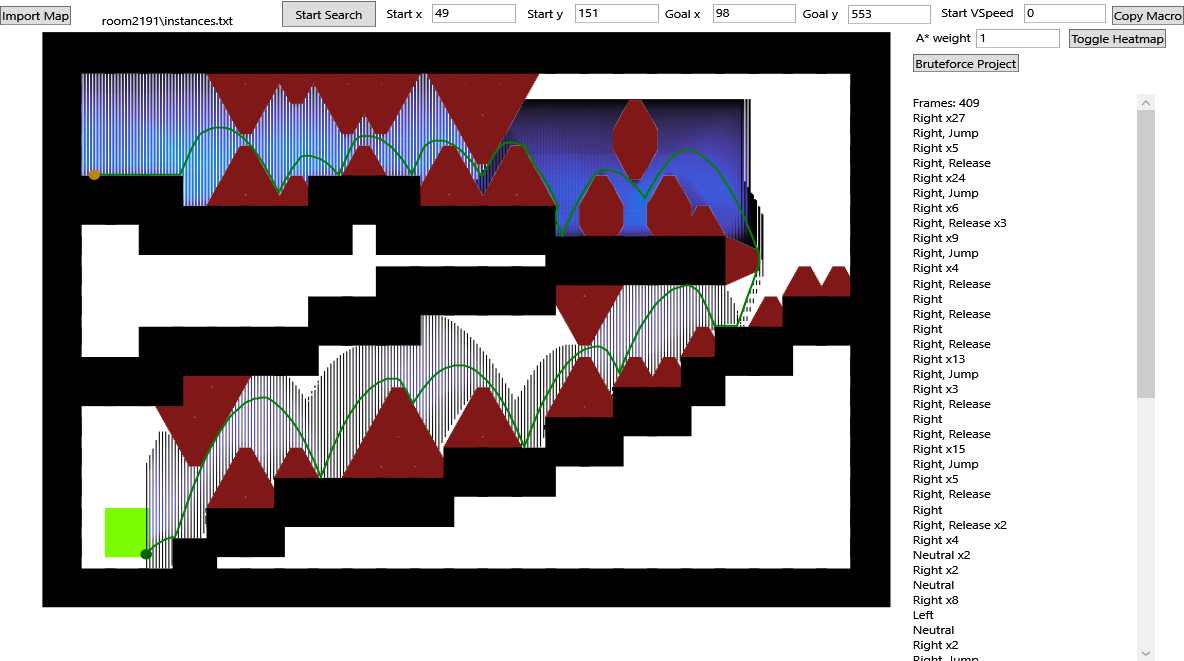 Import Map
room2191\instances.txt
Start Search
Start x 49
Start y 151
Goal x 98
Goal y 553
Start VSpeed 0
Copy Macro
A* weight 1
Toggle Heatmap
Bruteforce Project
Frames: 409
Right x27
Right, Jump
Right x5
Right, Release
Right x24
Right, Jump
Right x6
Right, Release x3
Right x9
Right, Jump
Right x4
Right, Release
Right
Right, Release
Right
Right, Release
Right x13
Right, Jump
Right x3
Right, Release
Right
Right, Release
Right x15
Right, Jump
Right x5
Right, Release
Right
Right, Release x2
Right x4
Neutral x2
Right x2
Neutral
Right x8
Left
Neutral
Right x2
Right, Jump